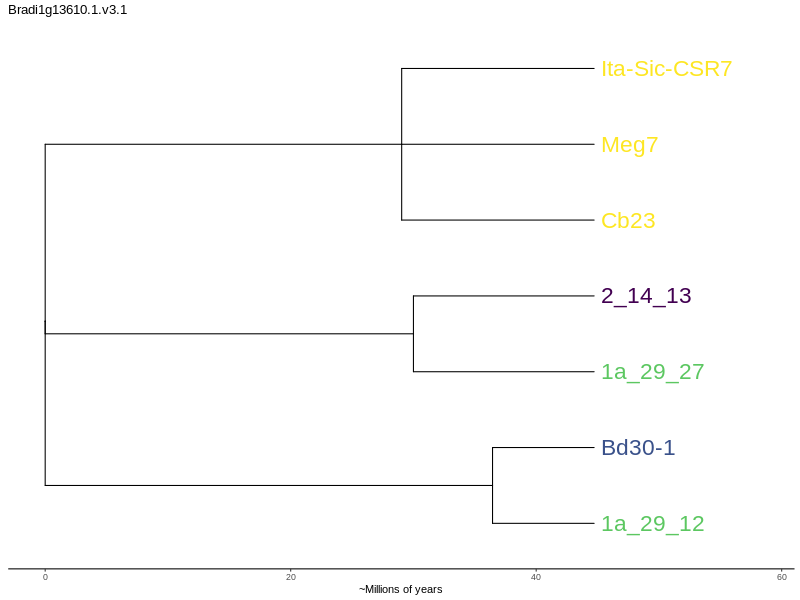 Bradi1g13610.1.v3.1
Ita-Sic-CSR7
Meg7
Cb23
2_14_13
1a_29_27
Bd30-1
1a_29_12
0 20 40 60
~Millions of years